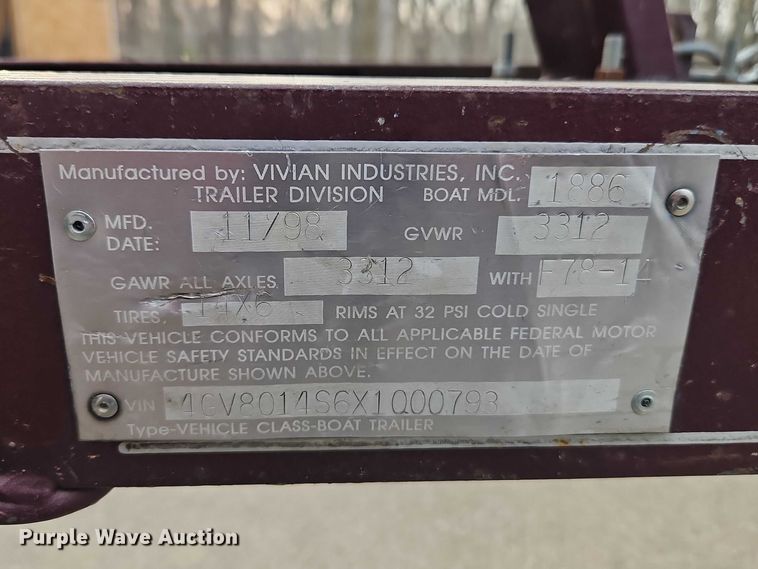 Manufactured by: VIVIAN INDUSTRIES, INC.
TRAILER DIVISION BOAT MDL. 1886
MFD. DATE: 11/98 GVWR 3312
GAWR ALL AXLES 3312 WITH F78-14
TIRES, 14X6 RIMS AT 32 PSI COLD SINGLE
THIS VEHICLE CONFORMS TO ALL APPLICABLE FEDERAL MOTOR
VEHICLE SAFETY STANDARDS IN EFFECT ON THE DATE OF
MANUFACTURE SHOWN ABOVE.
VIN 4GV8014S6X1Q00793
Type-VEHICLE CLASS-BOAT TRAILER
Purple Wave Auction